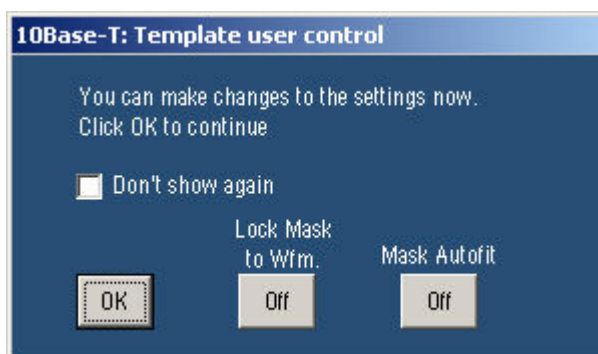 10Base-T: Template user control
You can make changes to the settings now.
Click OK to continue
Don't show again
Lock Mask
to Wfm.
Mask Autofit
OK
Off
Off